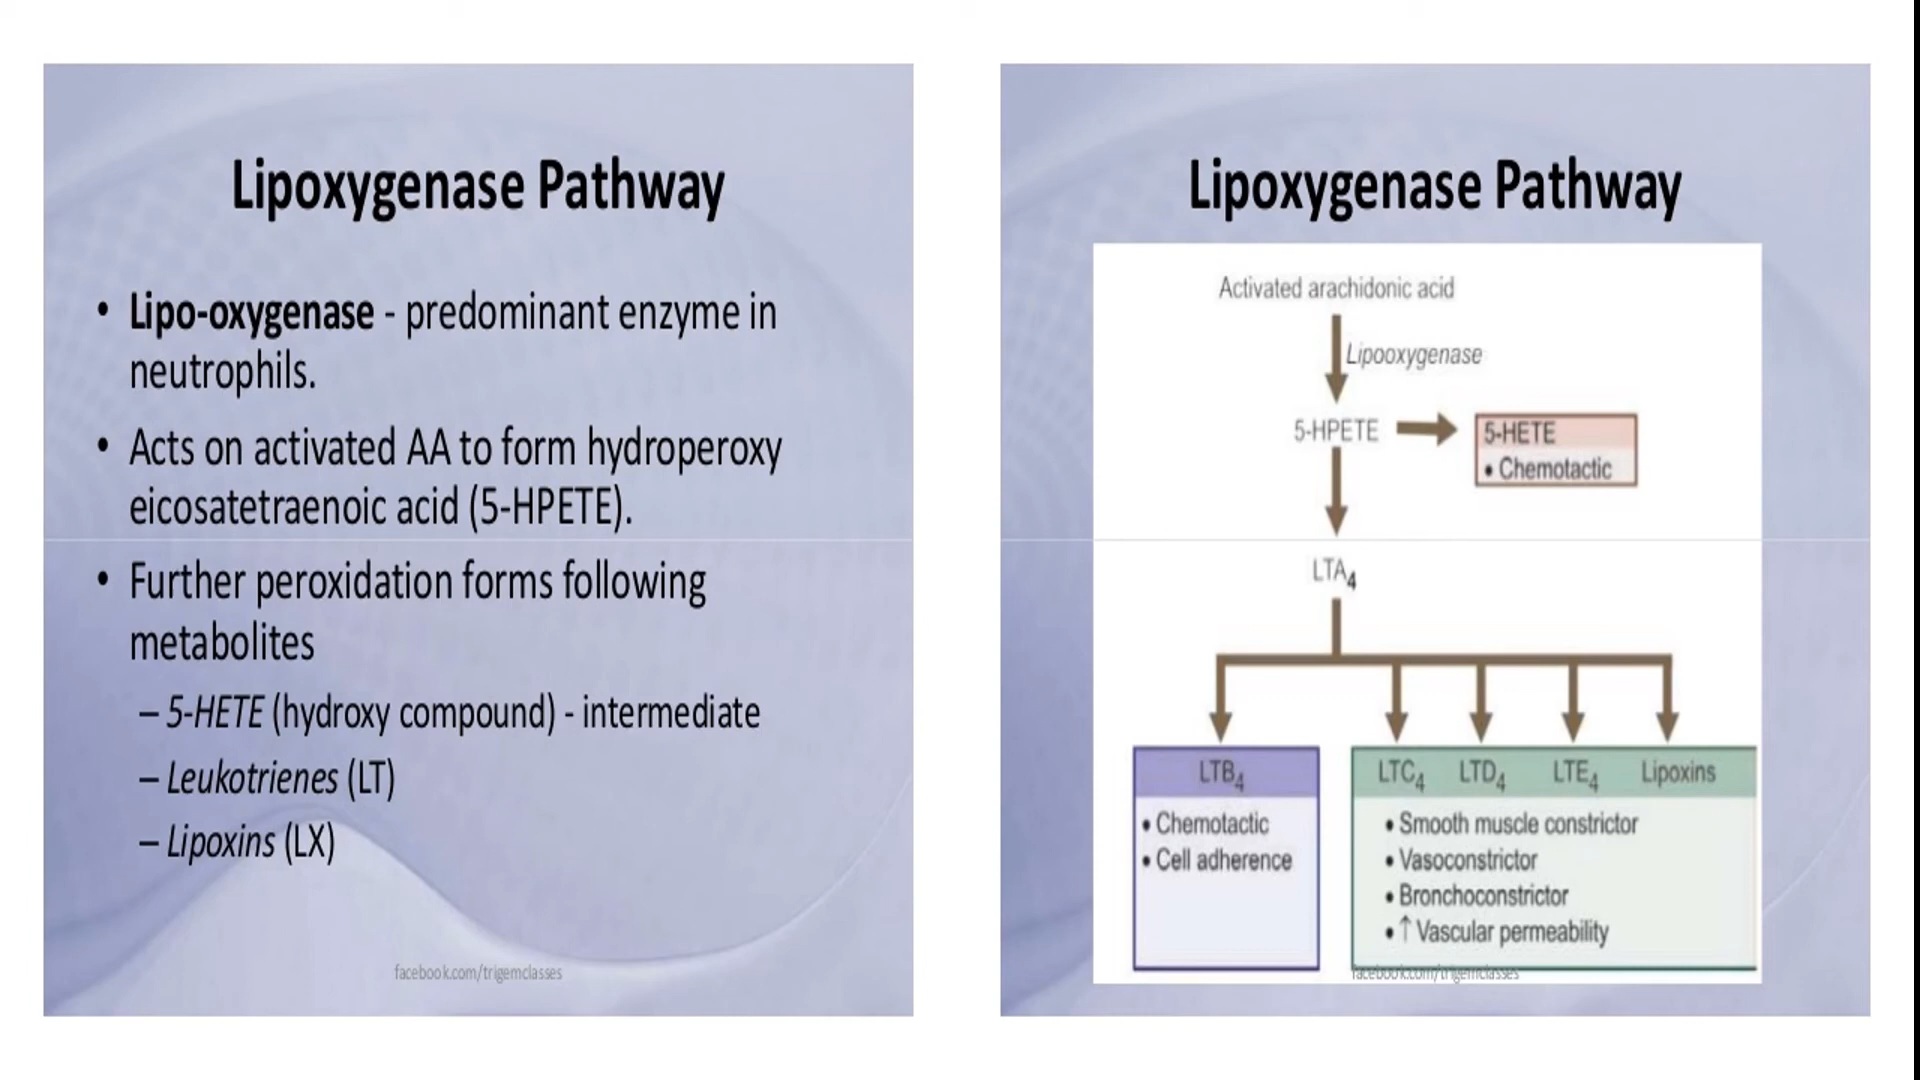 Lipoxygenase Pathway
• Lipo-oxygenase - predominant enzyme in
neutrophils.
• Acts on activated AA to form hydroperoxy
eicosatetraenoic acid (5-HPETE).
• Further peroxidation forms following
metabolites
– 5-HETE (hydroxy compound) - intermediate
– Leukotrienes (LT)
– Lipoxins (LX)
facebook.com/trigemclasses
Lipoxygenase Pathway
Activated arachidonic acid
Lipooxygenase
5-HPETE
5-HETE
• Chemotactic
LTA4
LTB4
• Chemotactic
• Cell adherence
LTC4 LTD4 LTE4 Lipoxins
• Smooth muscle constrictor
• Vasoconstrictor
• Bronchoconstrictor
• ↑ Vascular permeability
facebook.com/trigemclasses